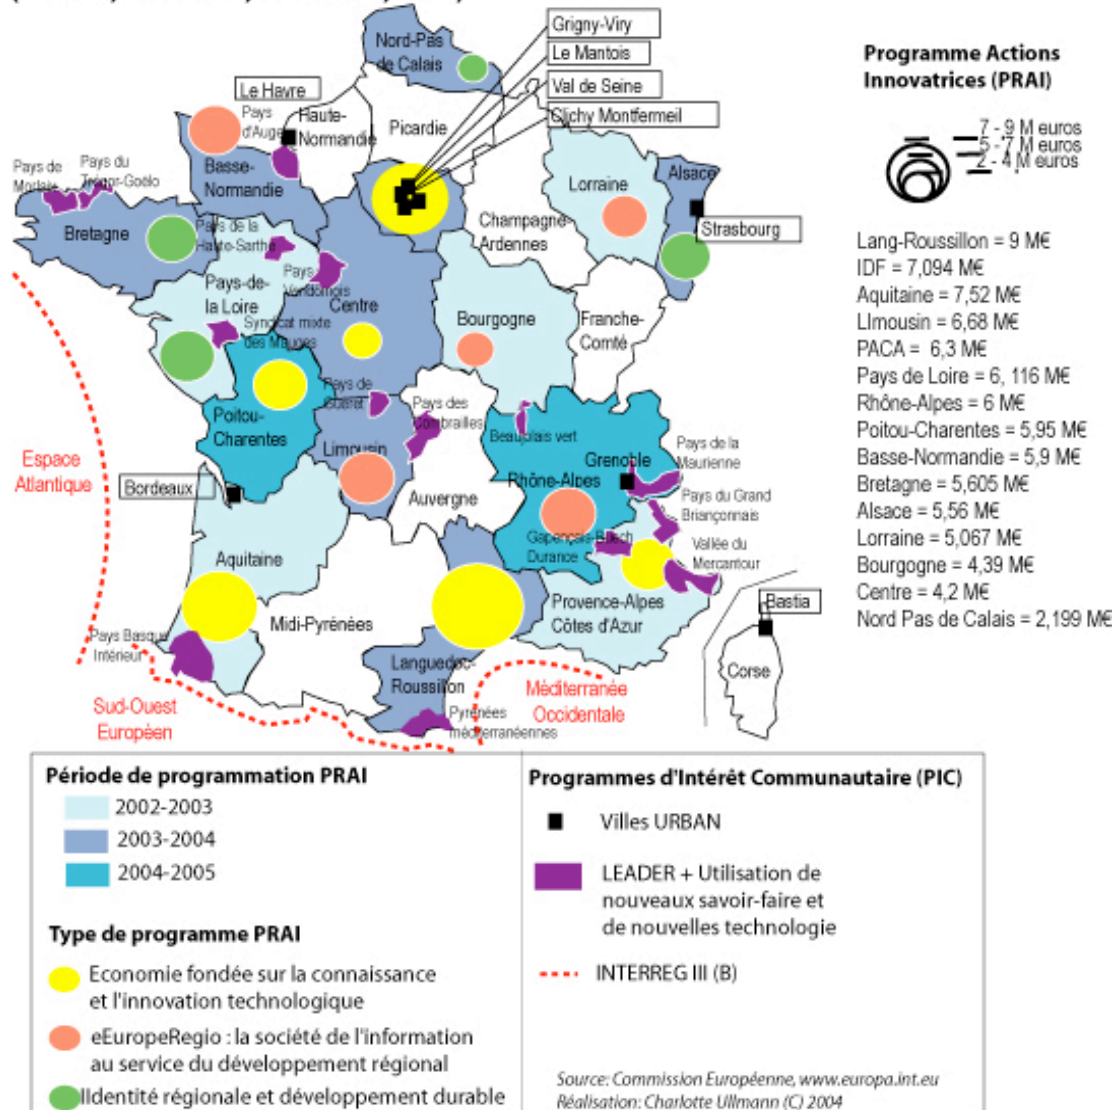 Nord-Pas
de Calais
Grigny-Viry
Le Mantois
Val de Seine
Clichy Montfermeil
Le Havre
Haute-
Normandie
Picardie
Pays
d'Auge
Basse-
Normandie
Pays de
Morlaix
Pays du
Trégor-Goélo
Bretagne
Lorraine
Alsace
Strasbourg
Champagne-
Ardennes
Pays de la
Haute-Sarthe
Pays-de-
la Loire
Pays
Vendômois
Centre
Syndicat mixte
des Mauges
Bourgogne
Franche-
Comté
Pays de
Guéret
Pays des
Combrailles
Poitou-
Charentes
Limousin
Beaujolais vert
Espace
Atlantique
Bordeaux
Auvergne
Grenoble
Rhône-Alpes
Pays de la
Maurienne
Pays du Grand
Briançonnais
Gapençais-Buëch
Durance
Vallée du
Mercantour
Aquitaine
Midi-Pyrénées
Provence-Alpes
Côtes d'Azur
Bastia
Corse
Pays Basque
Intérieur
Languedoc-
Roussillon
Pyrénées
méditerranéennes
Méditerranée
Occidentale
Sud-Ouest
Europèen
Programme Actions
Innovatrices (PRAI)
7 - 9 M euros
5 - 7 M euros
2 - 4 M euros
Lang-Roussillon = 9 M€
IDF = 7,094 M€
Aquitaine = 7,52 M€
LImousin = 6,68 M€
PACA = 6,3 M€
Pays de Loire = 6, 116 M€
Rhône-Alpes = 6 M€
Poitou-Charentes = 5,95 M€
Basse-Normandie = 5,9 M€
Bretagne = 5,605 M€
Alsace = 5,56 M€
Lorraine = 5,067 M€
Bourgogne = 4,39 M€
Centre = 4,2 M€
Nord Pas de Calais = 2,199 M€
Période de programmation PRAI
2002-2003
2003-2004
2004-2005
Type de programme PRAI
Economie fondée sur la connaissance
et l'innovation technologique
eEuropeRegio : la société de l'information
au service du développement régional
IIdentité régionale et développement durable
Programmes d'Intérêt Communautaire (PIC)
Villes URBAN
LEADER + Utilisation de
nouveaux savoir-faire et
de nouvelles technologie
INTERREG III (B)
Source: Commission Européenne, www.europa.int.eu
Réalisation: Charlotte Ullmann (C) 2004